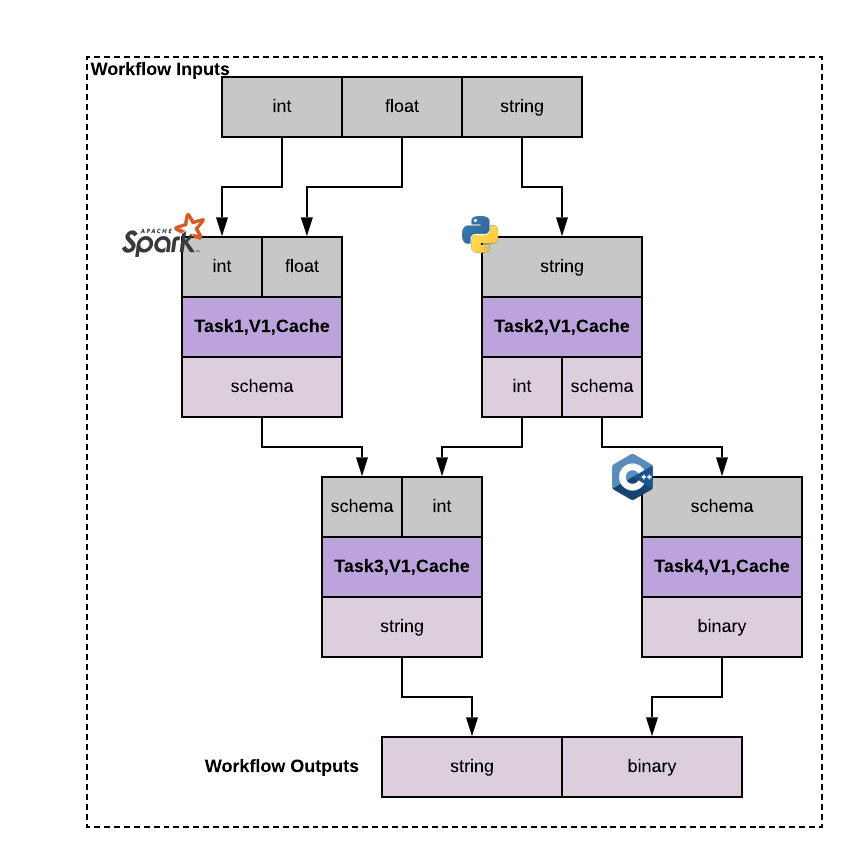 Workflow Inputs
int float string
APACHE
Spark
int float
string
Task1,V1,Cache
Task2,V1,Cache
schema
int schema
schema int
C++
schema
Task3,V1,Cache
Task4,V1,Cache
string
binary
Workflow Outputs
string binary